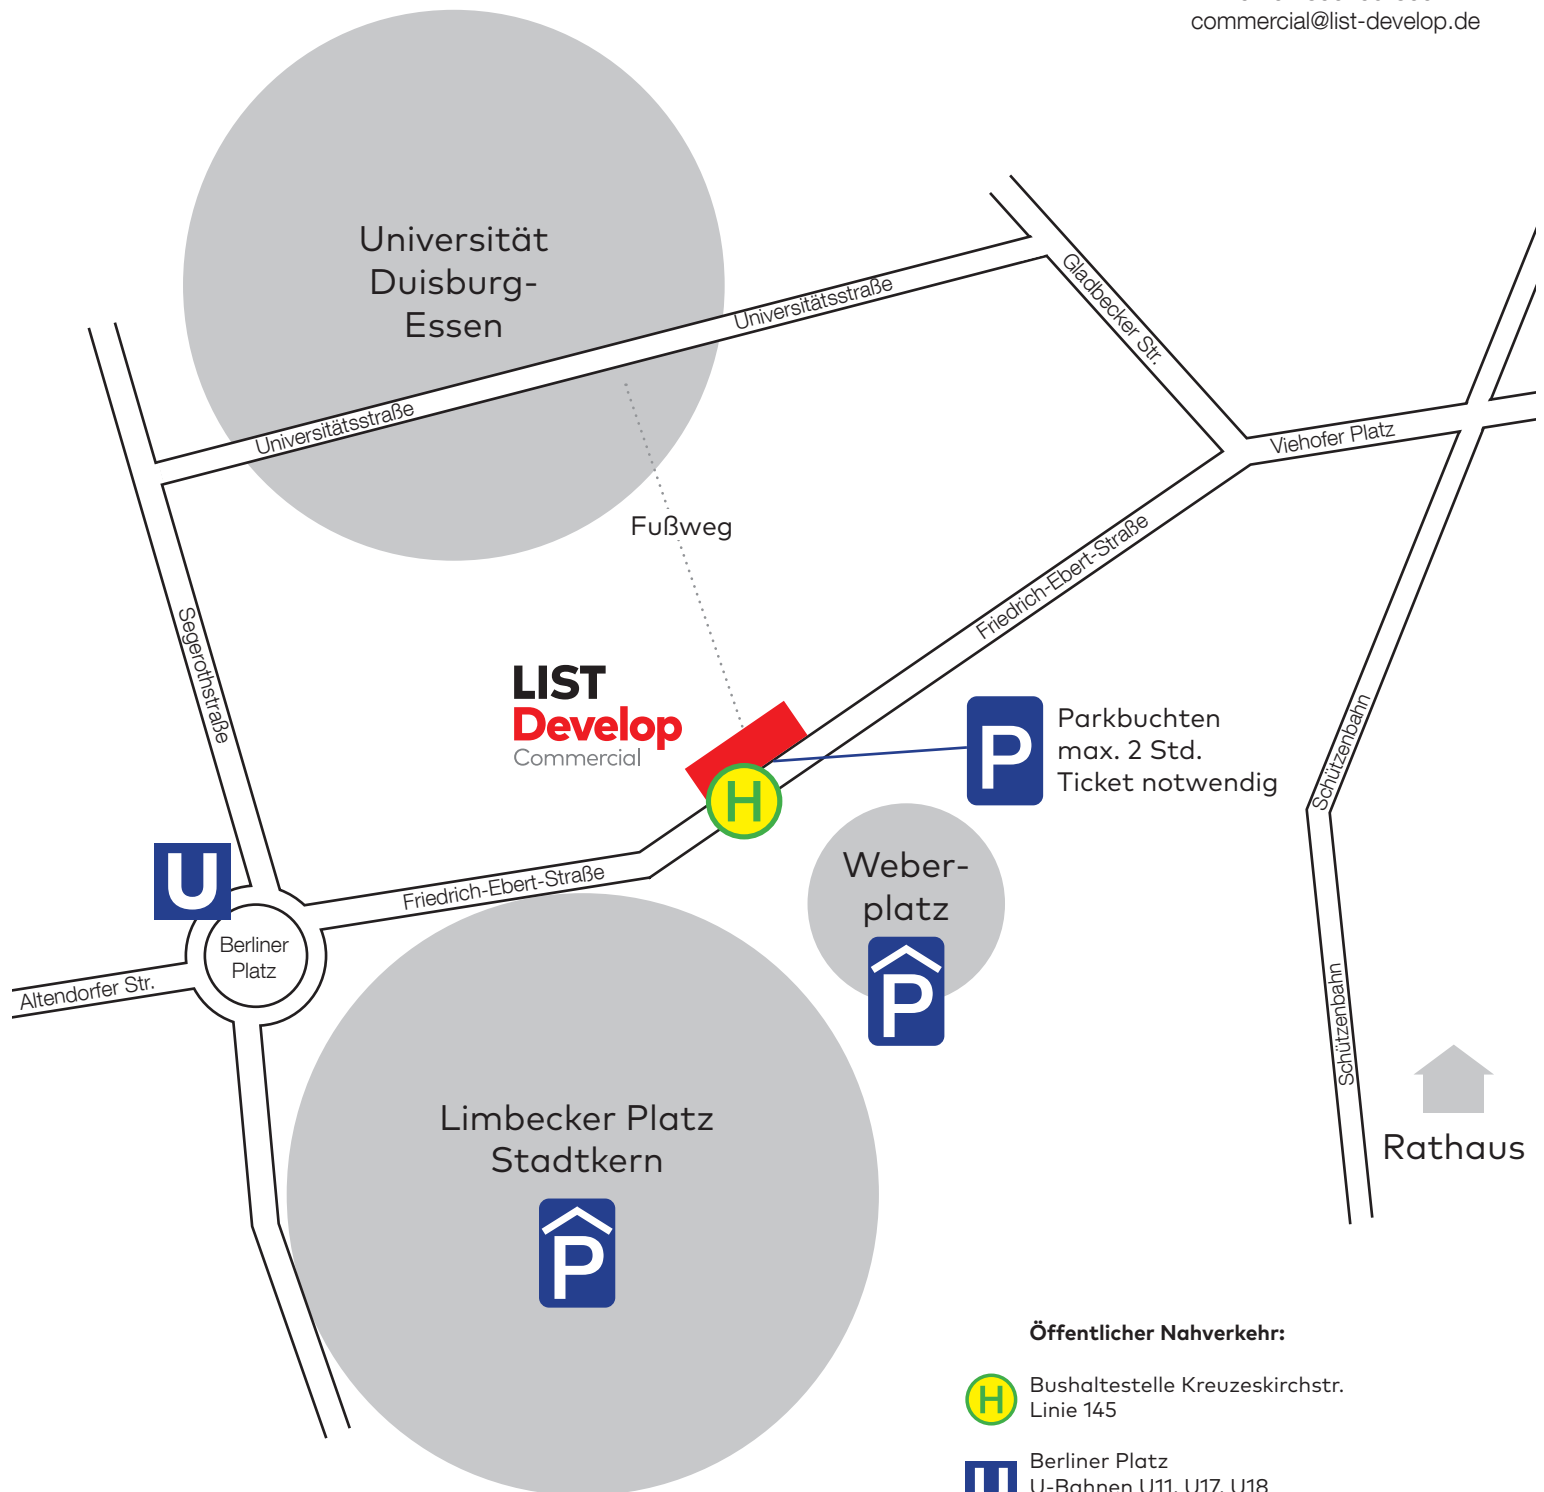 commercial@list-develop.de
Universität
Duisburg-
Essen
Universitätsstraße
Gladbecker Str.
Universitätsstraße
Viehofer Platz
Fußweg
Friedrich-Ebert-Straße
Segerothstraße
LIST
Develop
Commercial
P
Parkbuchten
max. 2 Std.
Ticket notwendig
H
Schützenbahn
U
Friedrich-Ebert-Straße
Weber-
platz
P
Berliner
Platz
Altendorfer Str.
Schützenbahn
Limbecker Platz
Stadtkern
P
Rathaus
Öffentlicher Nahverkehr:
H
Bushaltestelle Kreuzeskirchstr.
Linie 145
U
Berliner Platz
U-Bahnen U11, U17, U18